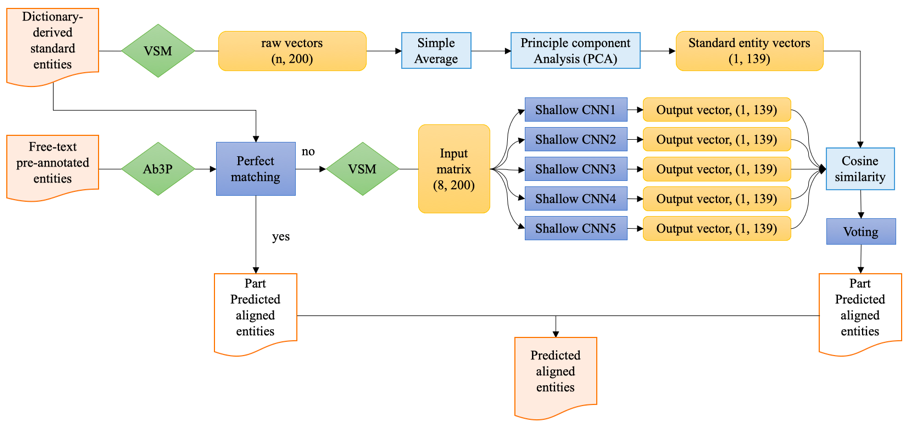 Dictionary-
derived
standard
entities
VSM
raw vectors
(n, 200)
Simple
Average
Principle component
Analysis (PCA)
Standard entity vectors
(1, 139)
Free-text
pre-annotated
entities
Ab3P
Perfect
matching
no
yes
VSM
Input
matrix
(8, 200)
Shallow CNN1
Output vector, (1, 139)
Shallow CNN2
Output vector, (1, 139)
Shallow CNN3
Output vector, (1, 139)
Shallow CNN4
Output vector, (1, 139)
Shallow CNN5
Output vector, (1, 139)
Cosine
similarity
Voting
Part
Predicted
aligned
entities
Part
Predicted
aligned
entities
Predicted
aligned
entities